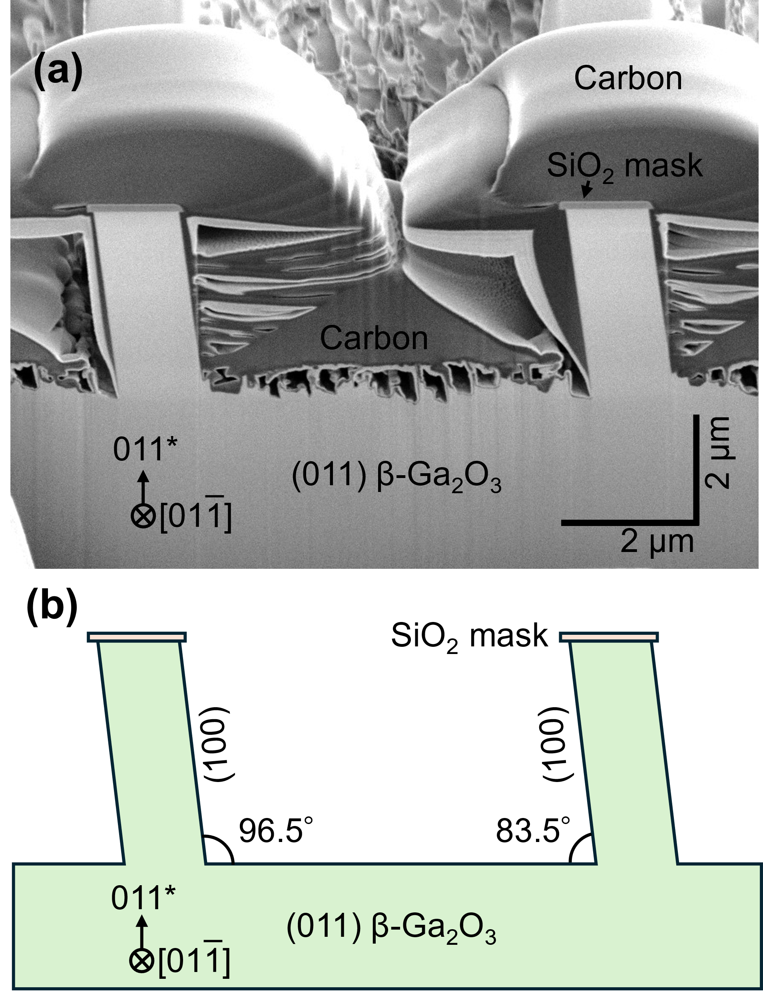 (a)
Carbon
SiO₂ mask
Carbon
011*
[011̅]
(011) β-Ga₂O₃
2 µm
2 µm
(b)
SiO₂ mask
(100)
(100)
96.5°
83.5°
011*
[011̅]
(011) β-Ga₂O₃